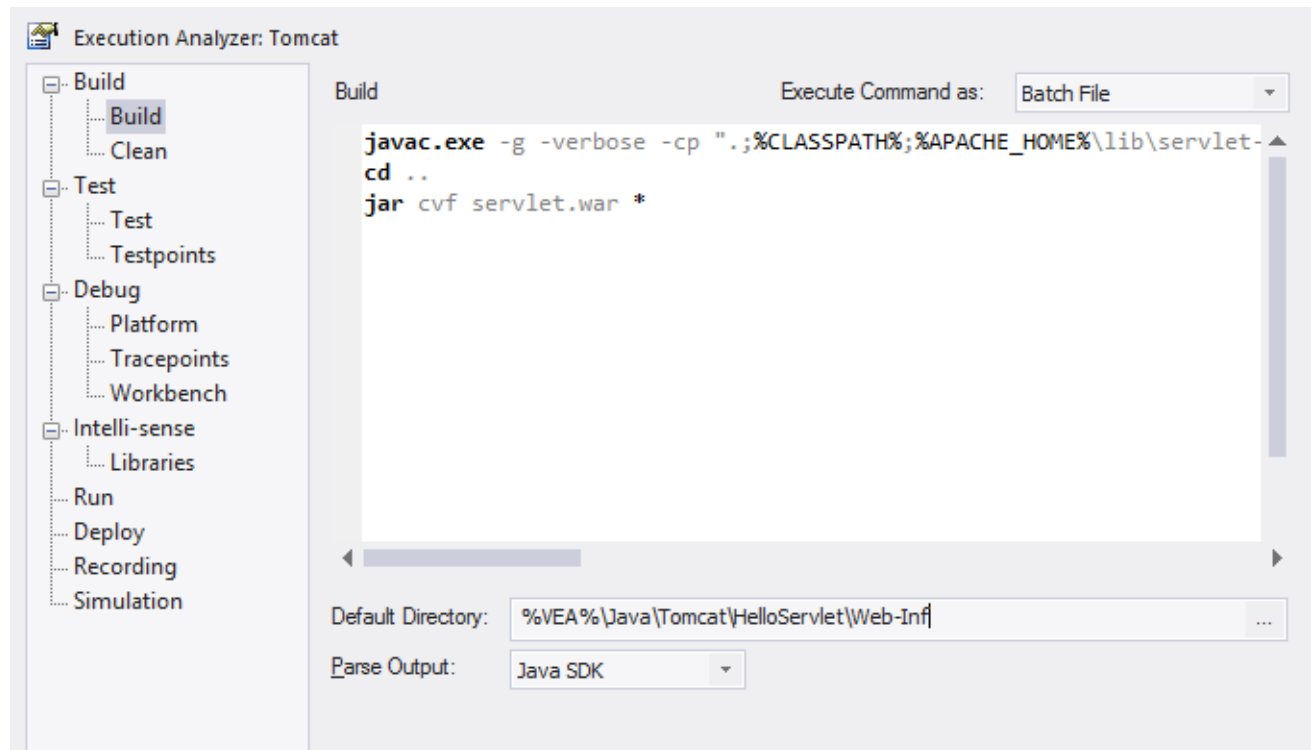 Execution Analyzer: Tomcat
Build
Build
Clean
Test
Test
Testpoints
Debug
Platform
Tracepoints
Workbench
Intelli-sense
Libraries
Run
Deploy
Recording
Simulation
Build Execute Command as: Batch File
javac.exe -g -verbose -cp ".;%CLASSPATH%;%APACHE_HOME%\lib\servlet-
cd ..
jar cvf servlet.war *
Default Directory: %VEA%\Java\Tomcat\HelloServlet\Web-Inf ...
Parse Output: Java SDK